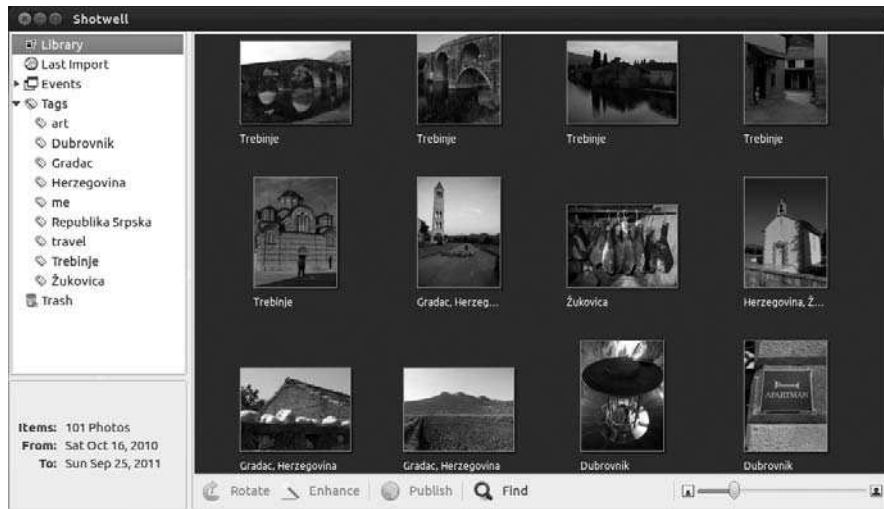 Shotwell
Library
Last Import
Events
Tags
art
Dubrovnik
Gradac
Herzegovina
me
Republika Srpska
travel
Trebinje
Žukovica
Trash
Items: 101 Photos
From: Sat Oct 16, 2010
To: Sun Sep 25, 2011
Trebinje
Trebinje
Trebinje
Trebinje
Trebinje
Gradac, Herzeg...
Žukovica
Herzegovina, Ž...
APARTMAN
Gradac, Herzegovina
Gradac, Herzegovina
Dubrovnik
Dubrovnik
Rotate
Enhance
Publish
Find